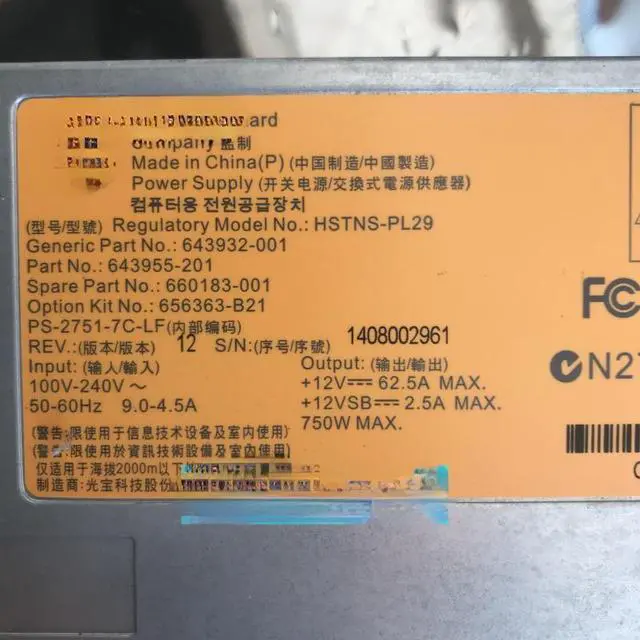 ard
監制
Made in China(P) (中国制造/中國製造)
Power Supply (开关电源/交換式電源供應器)
컴퓨터용 전원공급장치
(型号/型號) Regulatory Model No.: HSTNS-PL29
Generic Part No.: 643932-001
Part No.: 643955-201
Spare Part No.: 660183-001
Option Kit No.: 656363-B21
PS-2751-7C-LF(内部编码)
REV.:(版本/版本) 12 S/N:(序号/序號) 1408002961
Input: (输入/輸入) Output: (输出/輸出)
100V-240V ～ +12V⎓ 62.5A MAX.
50-60Hz 9.0-4.5A +12VSB⎓ 2.5A MAX.
750W MAX.
(警告:限使用于信息技术设备及室内使用)
(警告:限使用於資訊技術設備及室內使用)
仅适用于海拔2000m以下
制造商: 光宝科技股份
4
FC
N27